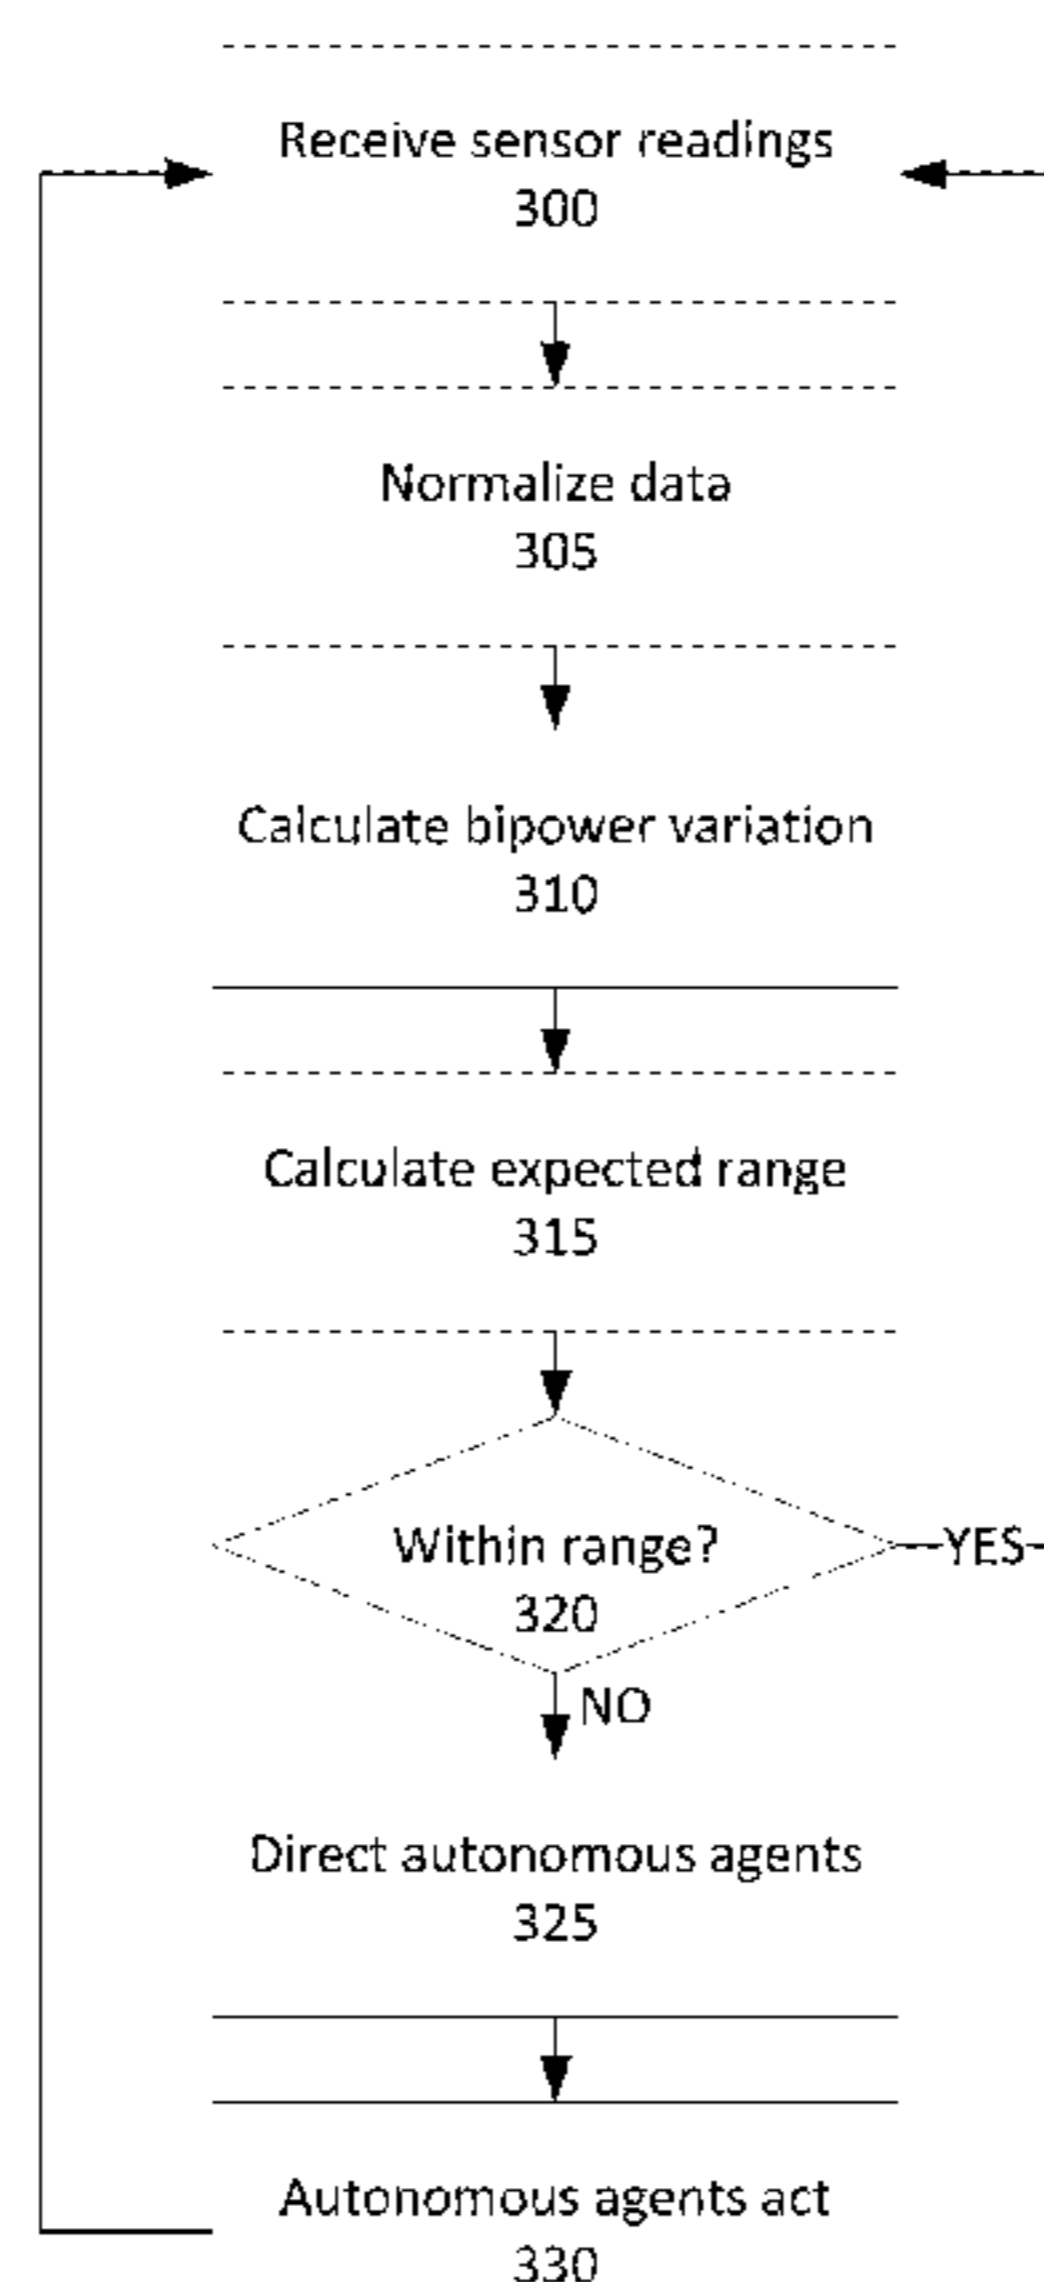 Receive sensor readings
300
Normalize data
305
Calculate bipower variation
310
Calculate expected range
315
Within range?
320
YES
NO
Direct autonomous agents
325
Autonomous agents act
330